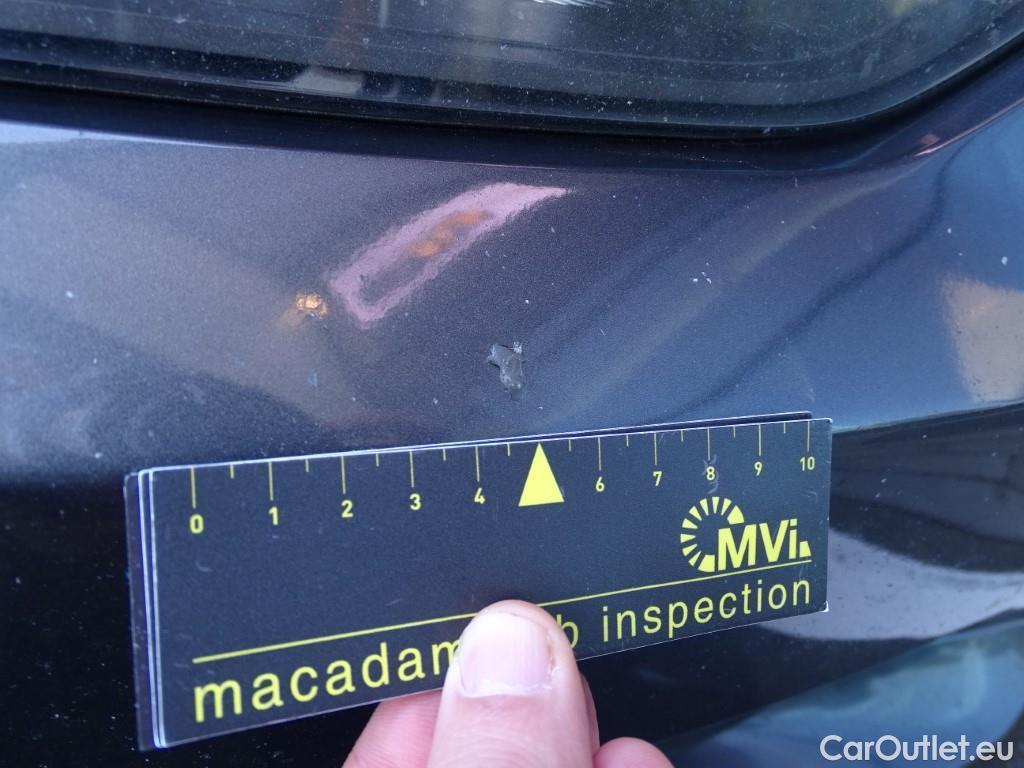 0 1 2 3 4 6 7 8 9 10
MVi
macadam b inspection
CarOutlet.eu